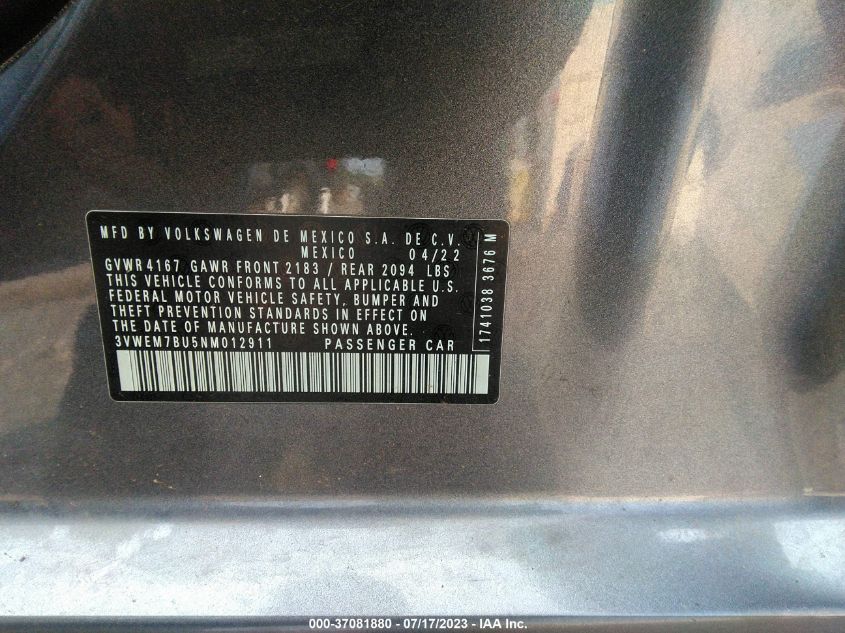 MFD BY VOLKSWAGEN DE MEXICO S.A. DE C.V.
MEXICO 04/22
GVWR 4167 GAWR FRONT 2183 / REAR 2094 LBS
THIS VEHICLE CONFORMS TO ALL APPLICABLE U.S.
FEDERAL MOTOR VEHICLE SAFETY, BUMPER AND
THEFT PREVENTION STANDARDS IN EFFECT ON
THE DATE OF MANUFACTURE SHOWN ABOVE.
3VWEM7BU5NM012911 PASSENGER CAR
1741038 3676 M
000-37081880 - 07/17/2023 - IAA Inc.